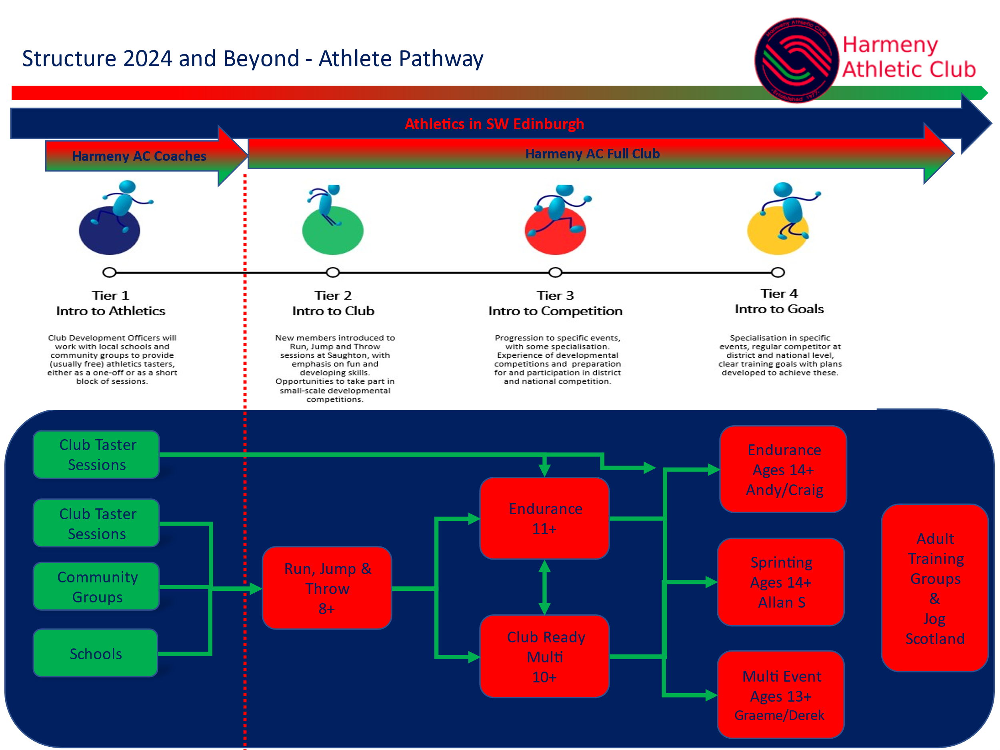 Harmeny Athletic Club
-Established 1977-
Harmeny
Athletic Club
Structure 2024 and Beyond - Athlete Pathway
Athletics in SW Edinburgh
Harmeny AC Coaches
Harmeny AC Full Club
Tier 1
Intro to Athletics
Club Development Officers will
work with local schools and
community groups to provide
(usually free) athletics tasters,
either as a one-off or as a short
block of sessions.
Tier 2
Intro to Club
New members introduced to
Run, Jump and Throw
sessions at Saughton, with
emphasis on fun and
developing skills.
Opportunities to take part in
small-scale developmental
competitions.
Tier 3
Intro to Competition
Progression to specific events,
with some specialisation.
Experience of developmental
competitions and preparation
for and participation in district
and national competition.
Tier 4
Intro to Goals
Specialisation in specific
events, regular competitor at
district and national level,
clear training goals with plans
developed to achieve these.
Club Taster
Sessions
Club Taster
Sessions
Community
Groups
Schools
Run, Jump &
Throw
8+
Endurance
11+
Club Ready
Multi
10+
Endurance
Ages 14+
Andy/Craig
Sprinting
Ages 14+
Allan S
Multi Event
Ages 13+
Graeme/Derek
Adult
Training
Groups
&
Jog
Scotland